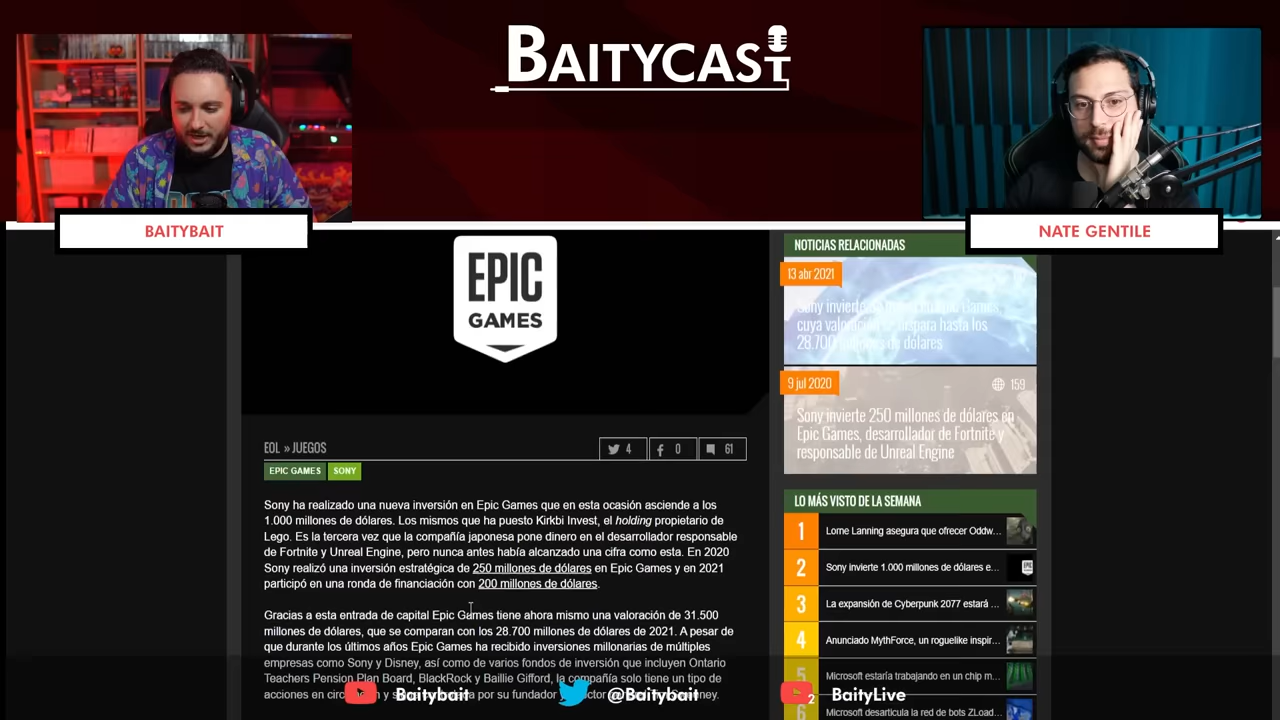 BAITYCAST
BAITYBAIT
NATE GENTILE
EPIC
GAMES
EOL » JUEGOS
4
0
61
EPIC GAMES
SONY
Sony ha realizado una nueva inversión en Epic Games que en esta ocasión asciende a los
1.000 millones de dólares. Los mismos que ha puesto Kirkbi Invest, el holding propietario de
Lego. Es la tercera vez que la compañía japonesa pone dinero en el desarrollador responsable
de Fortnite y Unreal Engine, pero nunca antes había alcanzado una cifra como esta. En 2020
Sony realizó una inversión estratégica de 250 millones de dólares en Epic Games y en 2021
participó en una ronda de financiación con 200 millones de dólares.
Gracias a esta entrada de capital Epic Games tiene ahora mismo una valoración de 31.500
millones de dólares, que se comparan con los 28.700 millones de dólares de 2021. A pesar de
que durante los últimos años Epic Games ha recibido inversiones millonarias de múltiples
empresas como Sony y Disney, así como de varios fondos de inversión que incluyen Ontario
Teachers Pension Plan Board, BlackRock y Baillie Gifford, la compañía solo tiene un tipo de
acciones en por su fundador
NOTICIAS RELACIONADAS
13 abr 2021
Sony invierte Games,
cuya valoración se dispara hasta los
28.700 millones de dólares
9 jul 2020
159
Sony invierte 250 millones de dólares en
Epic Games, desarrollador de Fortnite y
responsable de Unreal Engine
LO MÁS VISTO DE LA SEMANA
1 Lorne Lanning asegura que ofrecer Oddw...
2 Sony invierte 1.000 millones de dólares e...
3 La expansión de Cyberpunk 2077 estará ...
4 Anunciado MythForce, un roguelike inspir...
5 Microsoft estaría trabajando en un chip m...
6 Microsoft desarticula la red de bots ZLoad...
Baitybait
@Baitybait
2
BaityLive